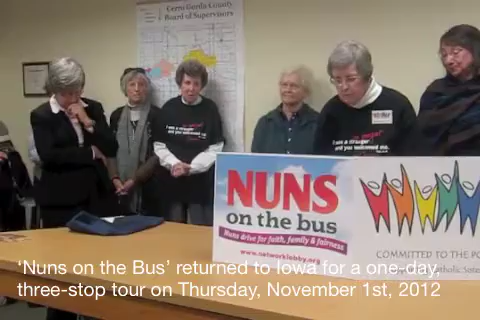 Cerro Gordo County
Board of Supervisors
NUNS
on the bus
Nuns drive for faith, family & fairness
www.networklobby.org
COMMITTED TO THE
‘Nuns on the Bus’ returned to Iowa for a one-day,
three-stop tour on Thursday, November 1st, 2012